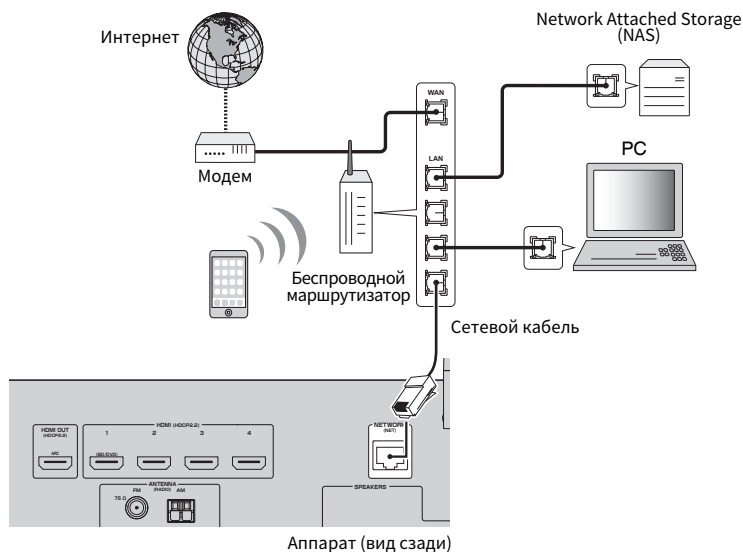 Интернет
Network Attached Storage
(NAS)
WAN
LAN
PC
Модем
Беспроводной
маршрутизатор
Сетевой кабель
HDMI OUT
(HDCP2.2)
ARC
HDMI (HDCP2.2)
1
2
3
4
(BD/DVD)
NETWORK
(NET)
ANTENNA
(RADIO)
FM
AM
75 Ω
SPEAKERS
Аппарат (вид сзади)